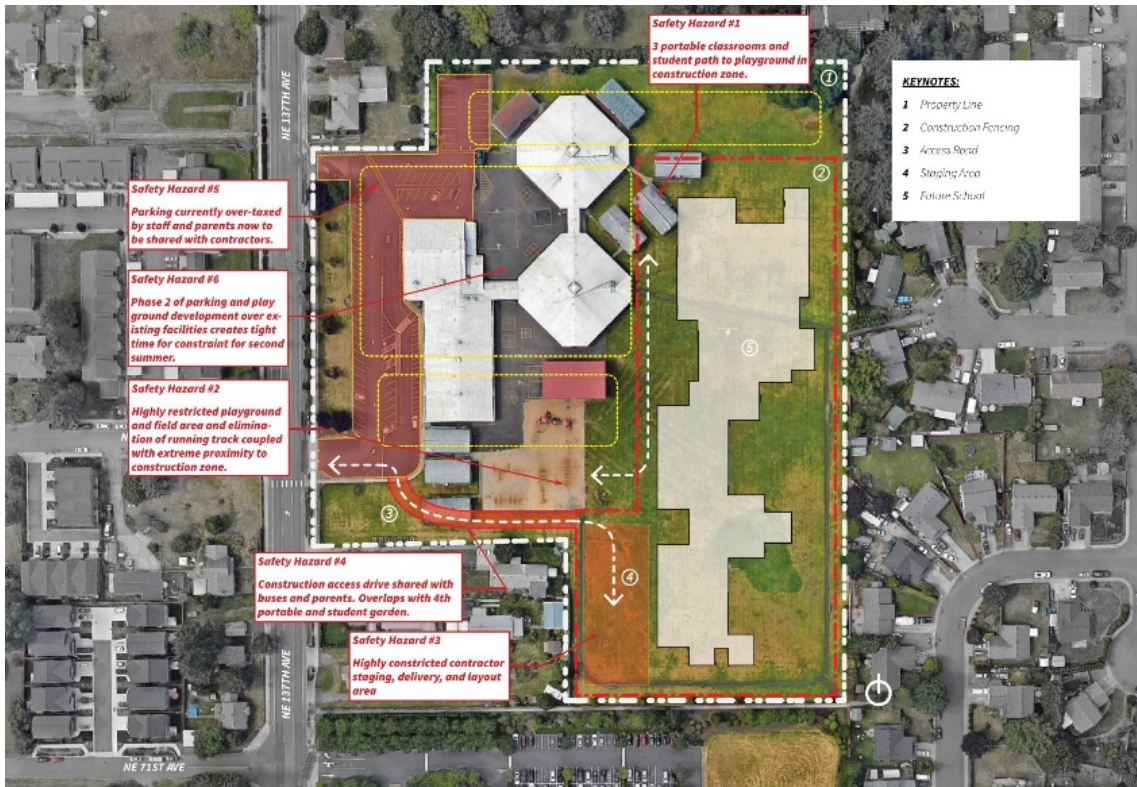 Safety Hazard #1
3 portable classrooms and
student path to playground in
construction zone.
KEYNOTES:
1 Property Line
2 Construction Fencing
3 Access Road
4 Staging Area
5 Future School
1
2
NE 137TH AVE
Safety Hazard #5
Parking currently over-taxed
by staff and parents now to
be shared with contractors.
Safety Hazard #6
Phase 2 of parking and play
ground development over ex-
isting facilities creates tight
time for constraint for second
summer.
5
Safety Hazard #2
Highly restricted playground
and field area and elimina-
tion of running track coupled
with extreme proximity to
construction zone.
N
3
Safety Hazard #4
Construction access drive shared with
buses and parents. Overlaps with 4th
portable and student garden.
4
Safety Hazard #3
Highly constricted contractor
staging, delivery, and layout
area
NE 137TH AVE
NE 71ST AVE